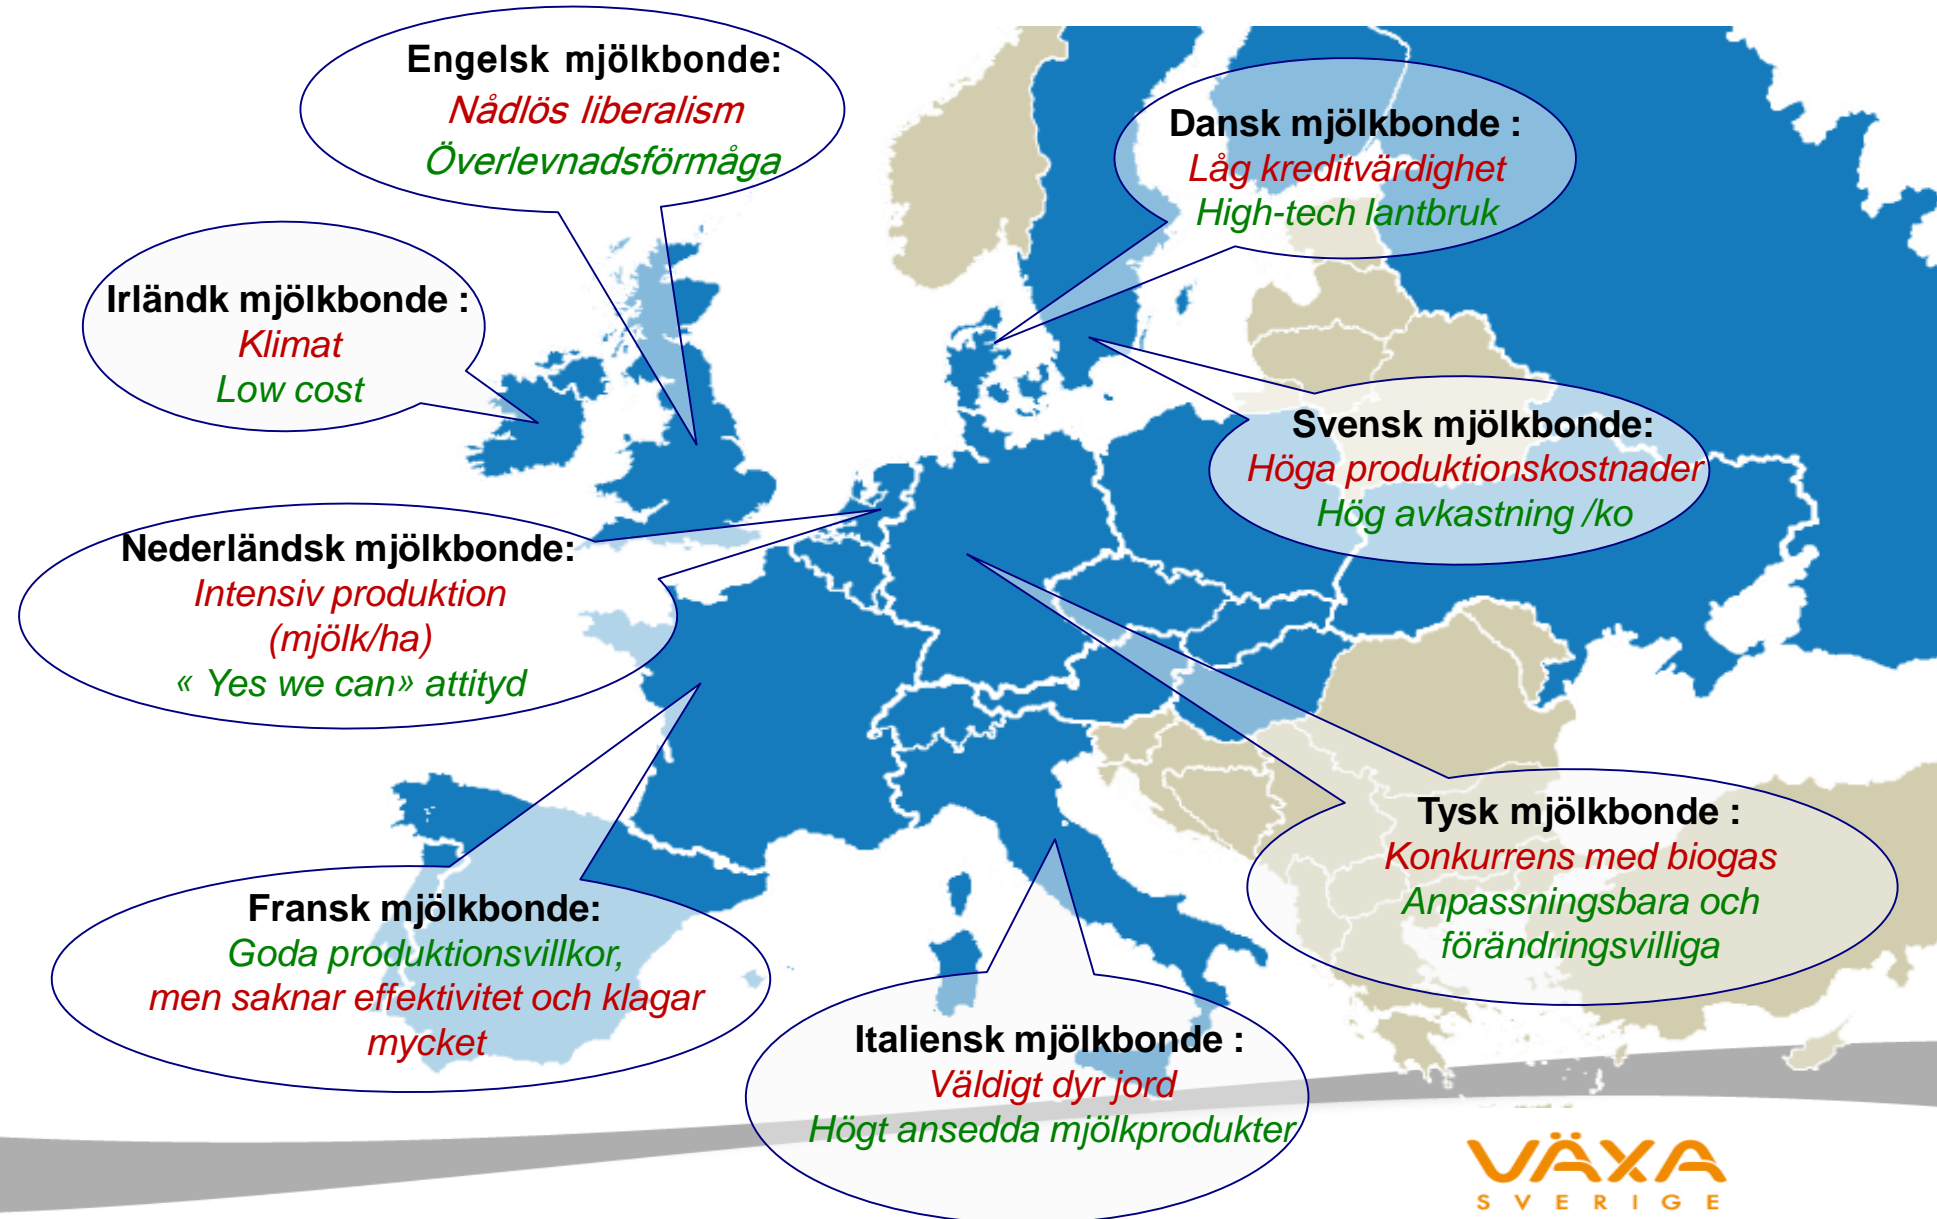 Engelsk mjölkbonde:
Nådlös liberalism
Överlevnadsförmåga
Dansk mjölkbonde :
Låg kreditvärdighet
High-tech lantbruk
Irländk mjölkbonde :
Klimat
Low cost
Svensk mjölkbonde:
Höga produktionskostnader
Hög avkastning /ko
Nederländsk mjölkbonde:
Intensiv produktion
(mjölk/ha)
« Yes we can» attityd
Tysk mjölkbonde :
Konkurrens med biogas
Anpassningsbara och
förändringsvilliga
Fransk mjölkbonde:
Goda produktionsvillkor,
men saknar effektivitet och klagar
mycket
Italiensk mjölkbonde :
Väldigt dyr jord
Högt ansedda mjölkprodukter
VÄXA
SVERIGE